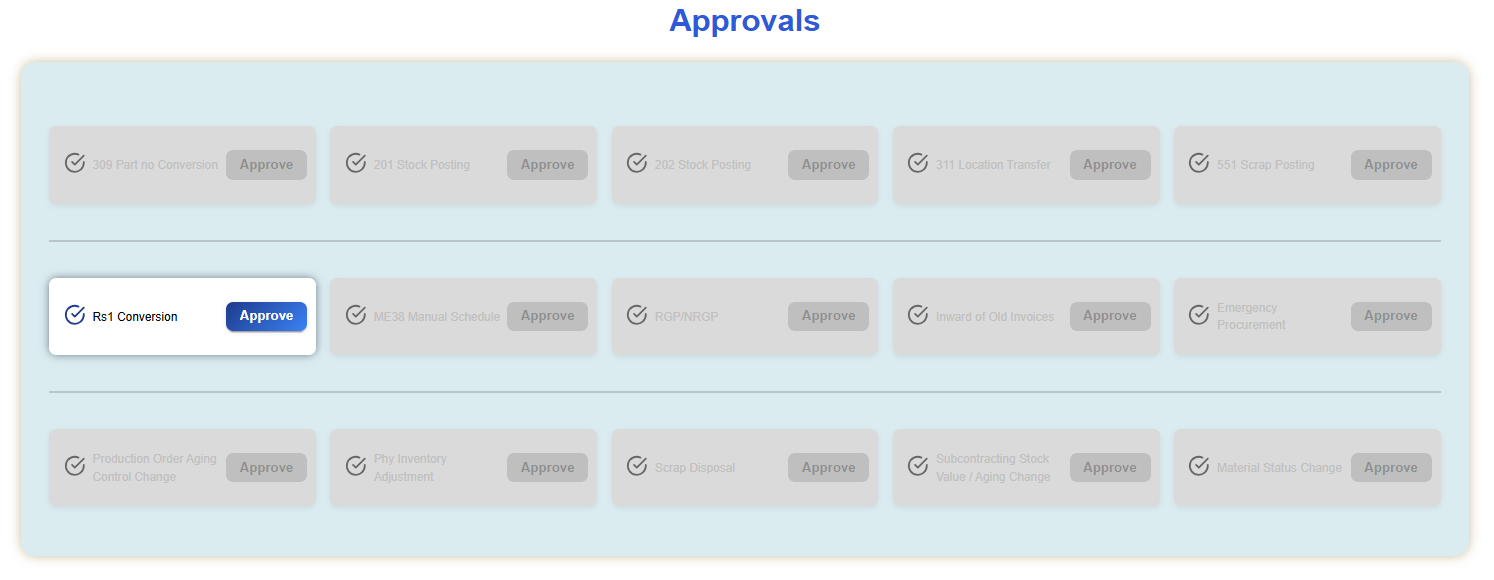 Approvals
309 Part no Conversion Approve
201 Stock Posting Approve
202 Stock Posting Approve
311 Location Transfer Approve
551 Scrap Posting Approve
Rs1 Conversion Approve
ME38 Manual Schedule Approve
RGP/NRGP Approve
Inward of Old Invoices Approve
Emergency
Procurement
Approve
Production Order Aging
Control Change
Approve
Phy Inventory
Adjustment
Approve
Scrap Disposal Approve
Subcontracting Stock
Value / Aging Change
Approve
Material Status Change Approve